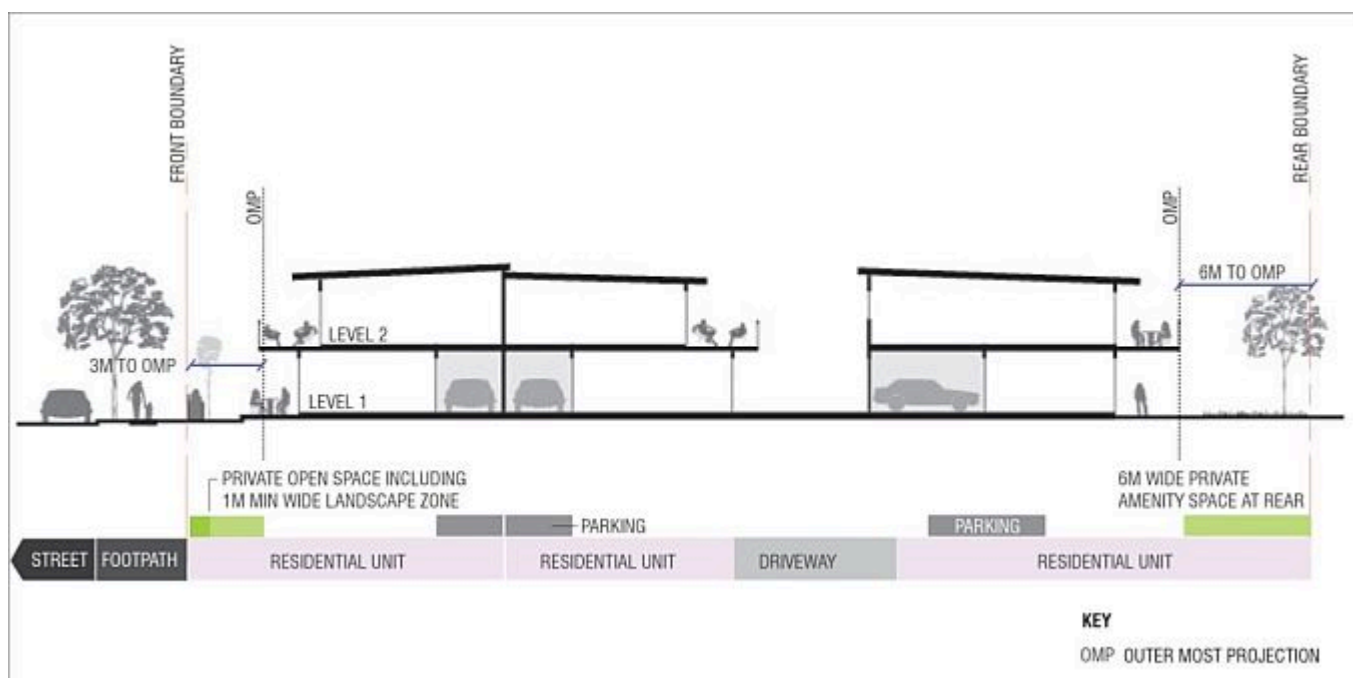 FRONT BOUNDARY
OMP
OMP
REAR BOUNDARY
6M TO OMP
LEVEL 2
3M TO OMP
LEVEL 1
PRIVATE OPEN SPACE INCLUDING
1M MIN WIDE LANDSCAPE ZONE
6M WIDE PRIVATE
AMENITY SPACE AT REAR
PARKING
PARKING
STREET
FOOTPATH
RESIDENTIAL UNIT
RESIDENTIAL UNIT
DRIVEWAY
RESIDENTIAL UNIT
KEY
OMP OUTER MOST PROJECTION